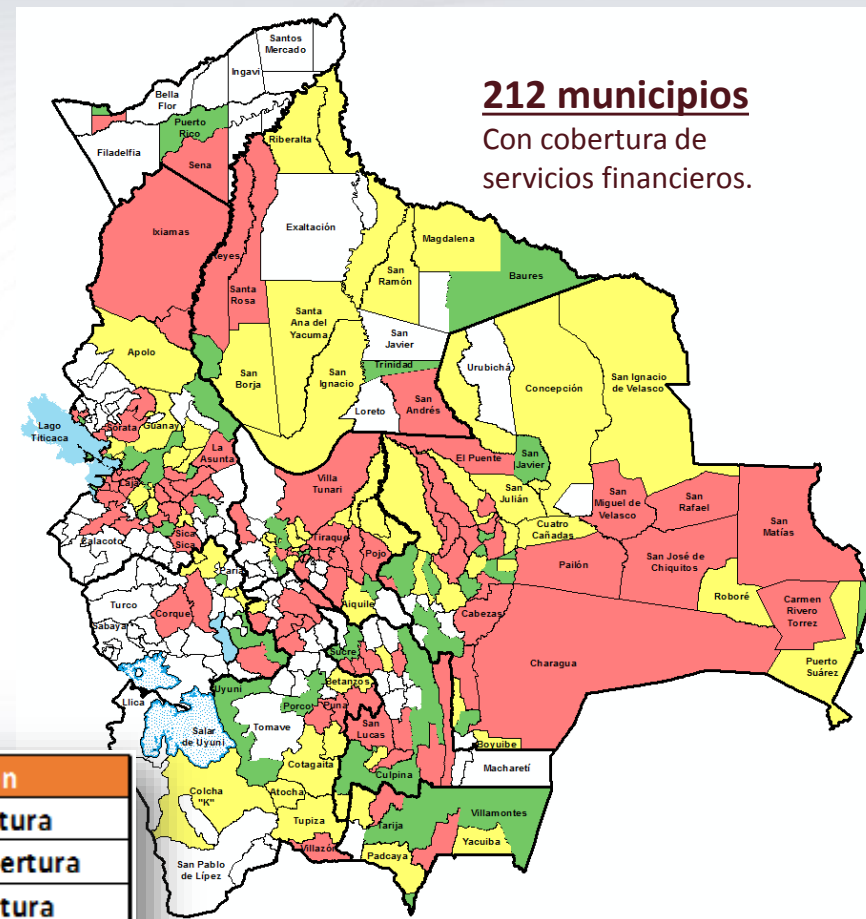 212 municipios
Con cobertura de
servicios financieros.
Santos
Mercado
Ingavi
Bella
Flor
Puerto
Rico
Filadelfia
Sena
Riberalta
Ixiamas
Exaltación
Reyes
Santa
Rosa
Magdalena
San
Ramón
Baures
Santa
Ana del
Yacuma
San
Javier
Apolo
San
Borja
San
Ignacio
Trinidad
Urubichá
Concepción
San Ignacio
de Velasco
Loreto
San
Andrés
Lago
Titicaca
Sorata
Guanay
La
Asunta
El Puente
San
Javier
Laja
Villa
Tunari
San
Julián
San
Miguel de
Velasco
San
Rafael
San
Matías
Cuatro
Cañadas
Sica
Sica
Tiraque
Pojo
Calacoto
Paria
Pailón
San José de
Chiquitos
Turco
Corque
Aiquile
Cabezas
Roboré
Carmen
Rivero
Torrez
Sabaya
Sucre
Charagua
Puerto
Suárez
Llica
Uyuni
Betanzos
Porco
Puna
Salar
de Uyuni
Tomave
San
Lucas
Boyuibe
Cotagaita
Culpina
Machareti
Colcha
"K"
Atocha
Tupiza
Tarija
Villamontes
Villazón
Padcaya
Yacuiba
San Pablo
de Lípez
n
tura
ertura
tura